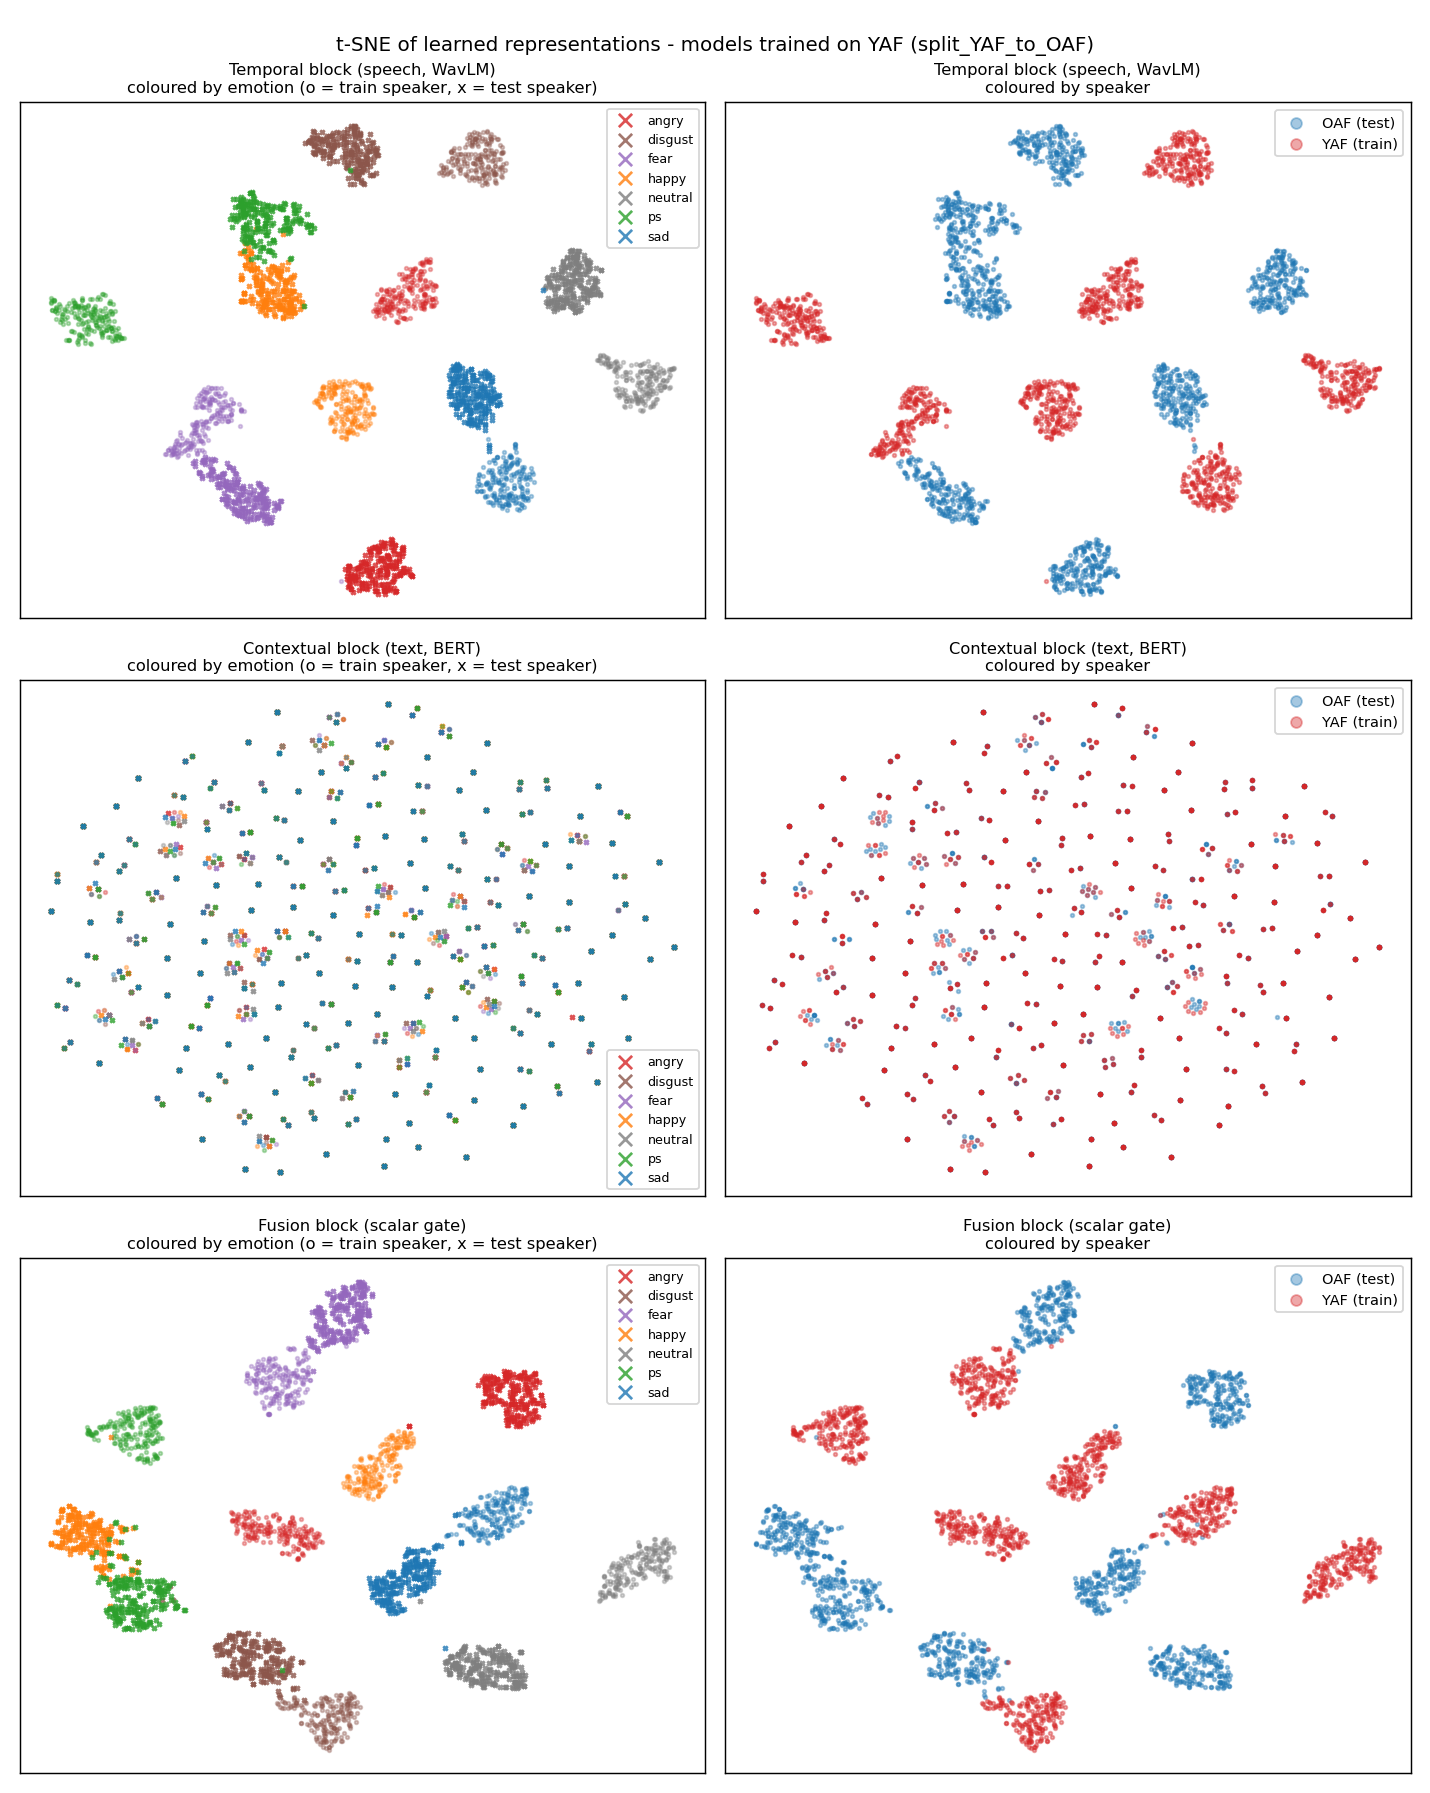 t-SNE of learned representations - models trained on YAF (split_YAF_to_OAF)
Temporal block (speech, WavLM)
coloured by emotion (o = train speaker, x = test speaker)
angry
disgust
fear
happy
neutral
ps
sad
Temporal block (speech, WavLM)
coloured by speaker
OAF (test)
YAF (train)
Contextual block (text, BERT)
coloured by emotion (o = train speaker, x = test speaker)
angry
disgust
fear
happy
neutral
ps
sad
Contextual block (text, BERT)
coloured by speaker
OAF (test)
YAF (train)
Fusion block (scalar gate)
coloured by emotion (o = train speaker, x = test speaker)
angry
disgust
fear
happy
neutral
ps
sad
Fusion block (scalar gate)
coloured by speaker
OAF (test)
YAF (train)